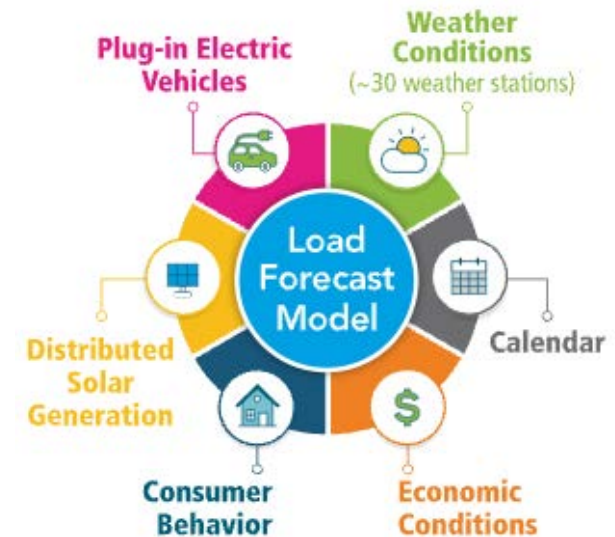 Plug-in Electric
Vehicles
Weather
Conditions
(~30 weather stations)
Load
Forecast
Model
Calendar
Distributed
Solar
Generation
Consumer
Behavior
$
Economic
Conditions